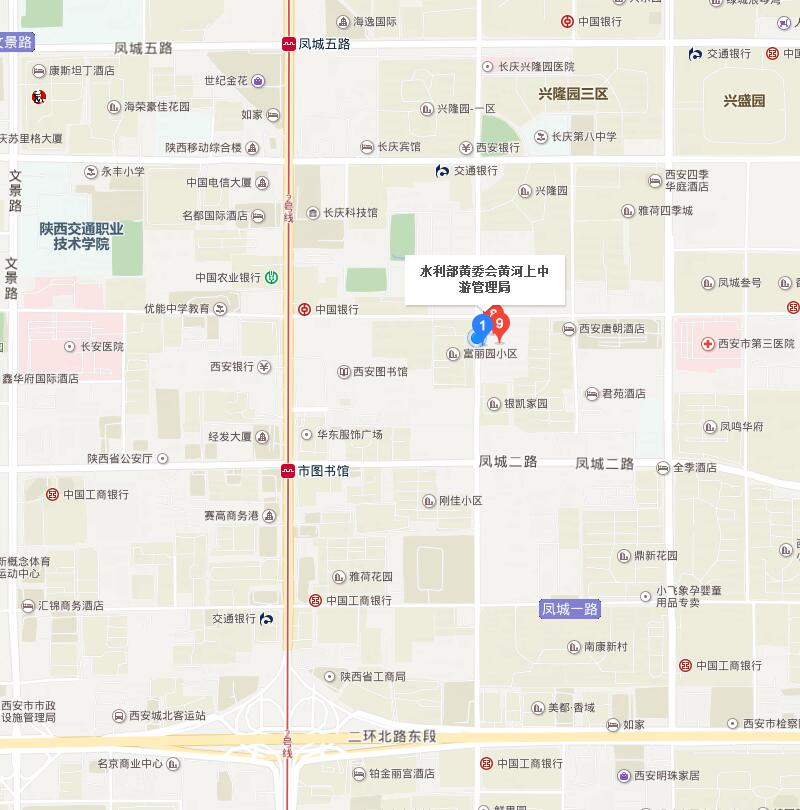 海逸国际
中国银行
文景路
凤城五路
凤城五路
交通银行
中国
康斯坦丁酒店
世纪金花
长庆兴隆园医院
兴隆园三区
兴盛园
海荣豪佳花园
如家
兴隆园-一区
庆苏里格大厦
陕西移动综合楼
长庆宾馆
西安银行
长庆第八中学
永丰小学
交通银行
文景路
中国电信大厦
2号线
兴隆园
西安四季
华庭酒店
名都国际酒店
长庆科技馆
雅荷四季城
陕西交通职业
技术学院
文景路
中国农业银行
水利部黄委会黄河上中
游管理局
凤城叁号
优能中学教育
中国银行
1
9
西安唐朝酒店
长安医院
富丽园小区
西安市第三医院
鑫华府国际酒店
西安银行
西安图书馆
银凯家园
君苑酒店
经发大厦
华东服饰广场
凤鸣华府
陕西省公安厅
市图书馆
凤城二路
凤城二路
全季酒店
中国工商银行
刚佳小区
赛高商务港
新概念体育
运动中心
雅荷花园
鼎新花园
汇锦商务酒店
中国工商银行
凤城一路
小飞象孕婴童
用品专卖
交通银行
南康新村
陕西省工商局
中国工商银行
西安市市政
设施管理局
西安城北客运站
美都·香域
如家
西安市检察
2号线
二环北路东段
名京商业中心
铂金丽宫酒店
中国工商银行
西安明珠家居